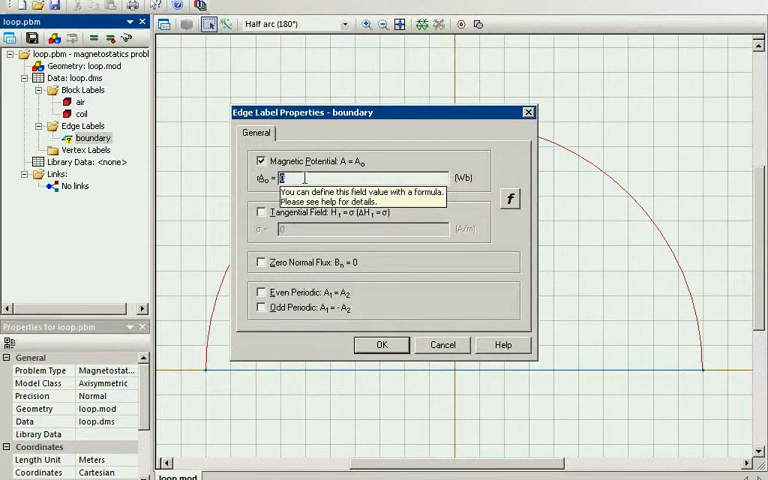 loop.pbm
Half arc (180°)
loop.pbm - magnetostatics probl
Geometry: loop.mod
Data: loop.dms
Block Labels
air
coil
Edge Labels
boundary
Vertex Labels
Library Data: <none>
Links:
No links
Edge Label Properties - boundary
General
Magnetic Potential: A = A₀
rA₀ = 0 (Wb)
You can define this field value with a formula.
Please see help for details.
f
Tangential Field: H t = σ (ΔH t = σ)
σ = 0 (A/m)
Zero Normal Flux: Bn = 0
Even Periodic: A₁ = A₂
Odd Periodic: A₁ = - A₂
OK Cancel Help
Properties for loop.pbm
General
Problem Type Magnetostat
Model Class Axisymmetric
Precision Normal
Geometry loop.mod
Data loop.dms
Library Data
Coordinates
Length Unit Meters
Coordinates Cartesian
loop.mod